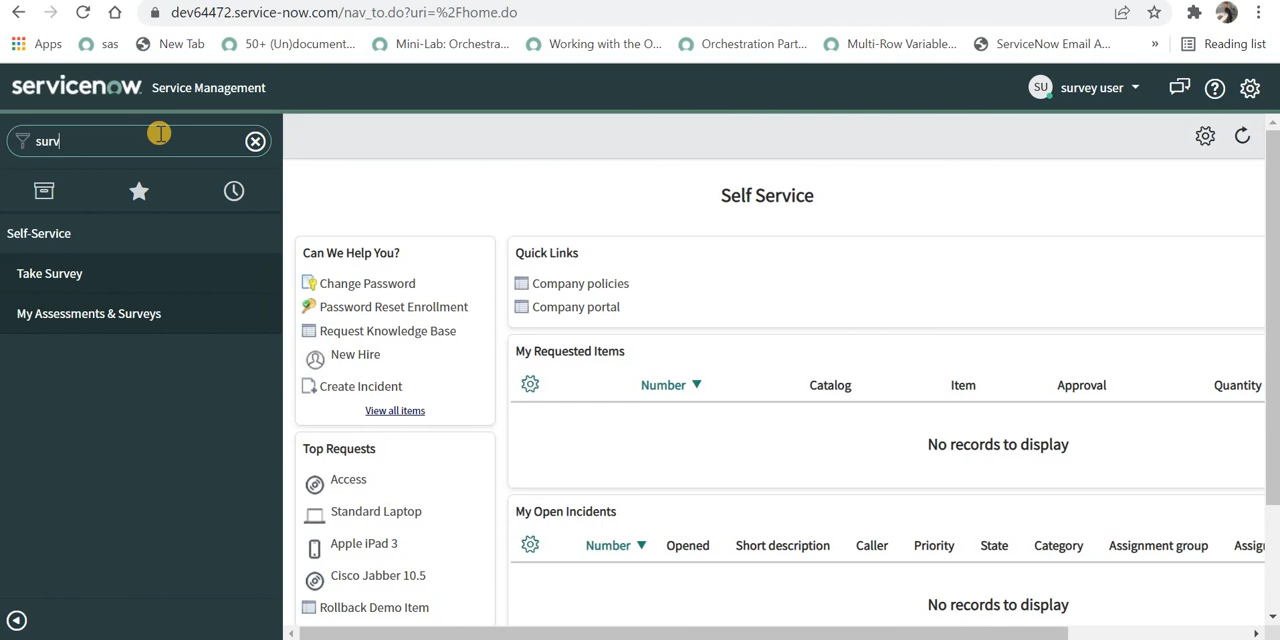 dev64472.service-now.com/nav_to.do?uri=%2Fhome.do
Apps sas New Tab 50+ (Un)document... Mini-Lab: Orchestra... Working with the O... Orchestration Part... Multi-Row Variable... ServiceNow Email A... » Reading list
servicenow Service Management SU survey user
surv
Self-Service
Take Survey
My Assessments & Surveys
Self Service
Can We Help You?
Change Password
Password Reset Enrollment
Request Knowledge Base
New Hire
Create Incident
View all items
Top Requests
Access
Standard Laptop
Apple iPad 3
Cisco Jabber 10.5
Rollback Demo Item
Quick Links
Company policies
Company portal
My Requested Items
Number Catalog Item Approval Quantity
No records to display
My Open Incidents
Number Opened Short description Caller Priority State Category Assignment group Assig
No records to display